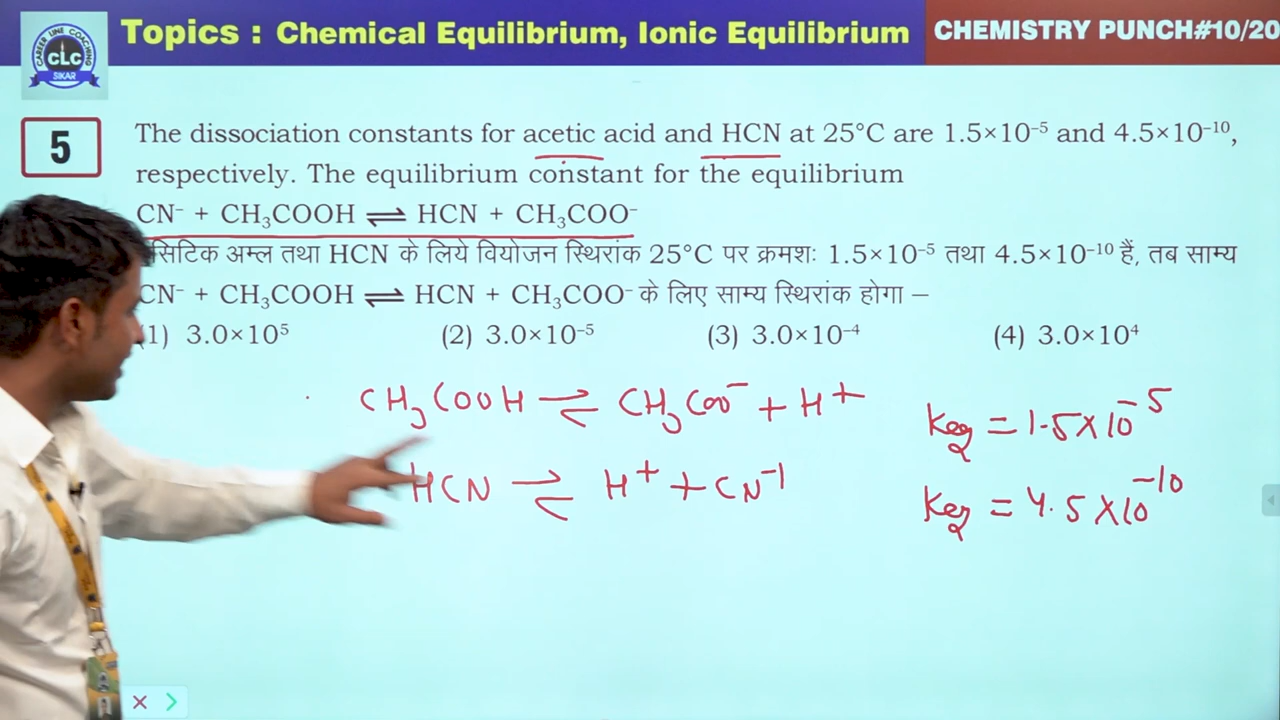 Topics : Chemical Equilibrium, Ionic Equilibrium
CHEMISTRY PUNCH#10/20
CAREER LINE COACHING
CLC
SIKAR
5
The dissociation constants for acetic acid and HCN at 25°C are 1.5×10⁻⁵ and 4.5×10⁻¹⁰,
respectively. The equilibrium constant for the equilibrium
CN⁻ + CH₃COOH ⇌ HCN + CH₃COO⁻
सिटिक अम्ल तथा HCN के लिये वियोजन स्थिरांक 25°C पर क्रमशः 1.5×10⁻⁵ तथा 4.5×10⁻¹⁰ हैं, तब साम्य
CN⁻ + CH₃COOH ⇌ HCN + CH₃COO⁻ के लिए साम्य स्थिरांक होगा –
1) 3.0×10⁵ (2) 3.0×10⁻⁵ (3) 3.0×10⁻⁴ (4) 3.0×10⁴
CH₃COOH ⇌ CH₃COO⁻ + H⁺ Keq = 1.5×10⁻⁵
HCN ⇌ H⁺ + CN⁻¹ Keq = 4.5×10⁻¹⁰